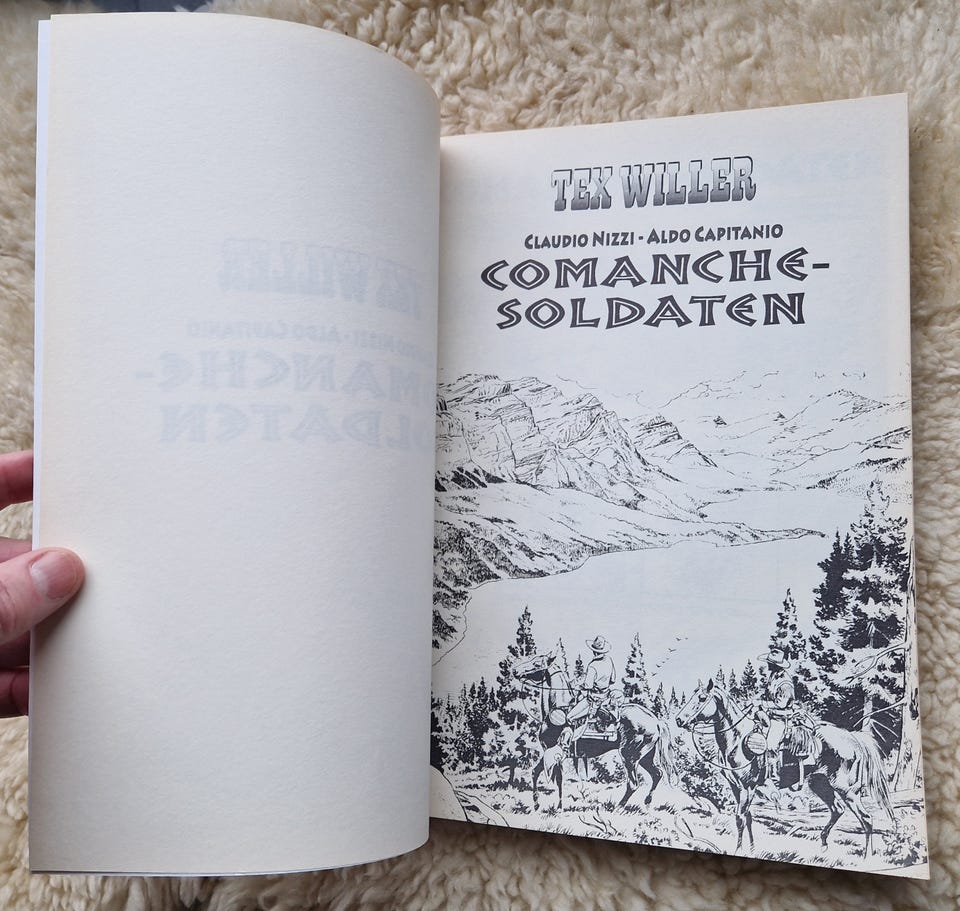 TEX WILLER
CLAUDIO NIZZI - ALDO CAPITANIO
COMANCHE-
SOLDATEN